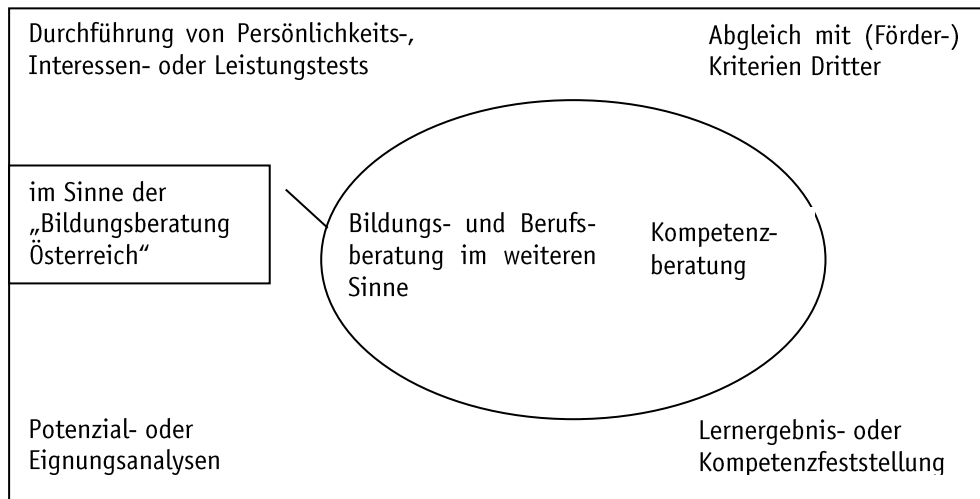 Durchführung von Persönlichkeits-,
Interessen- oder Leistungstests
Abgleich mit (Förder-)
Kriterien Dritter
im Sinne der
„Bildungsberatung
Österreich“
Bildungs- und Berufs-
beratung im weiteren
Sinne
Kompetenz-
beratung
Potenzial- oder
Eignungsanalysen
Lernergebnis- oder
Kompetenzfeststellung